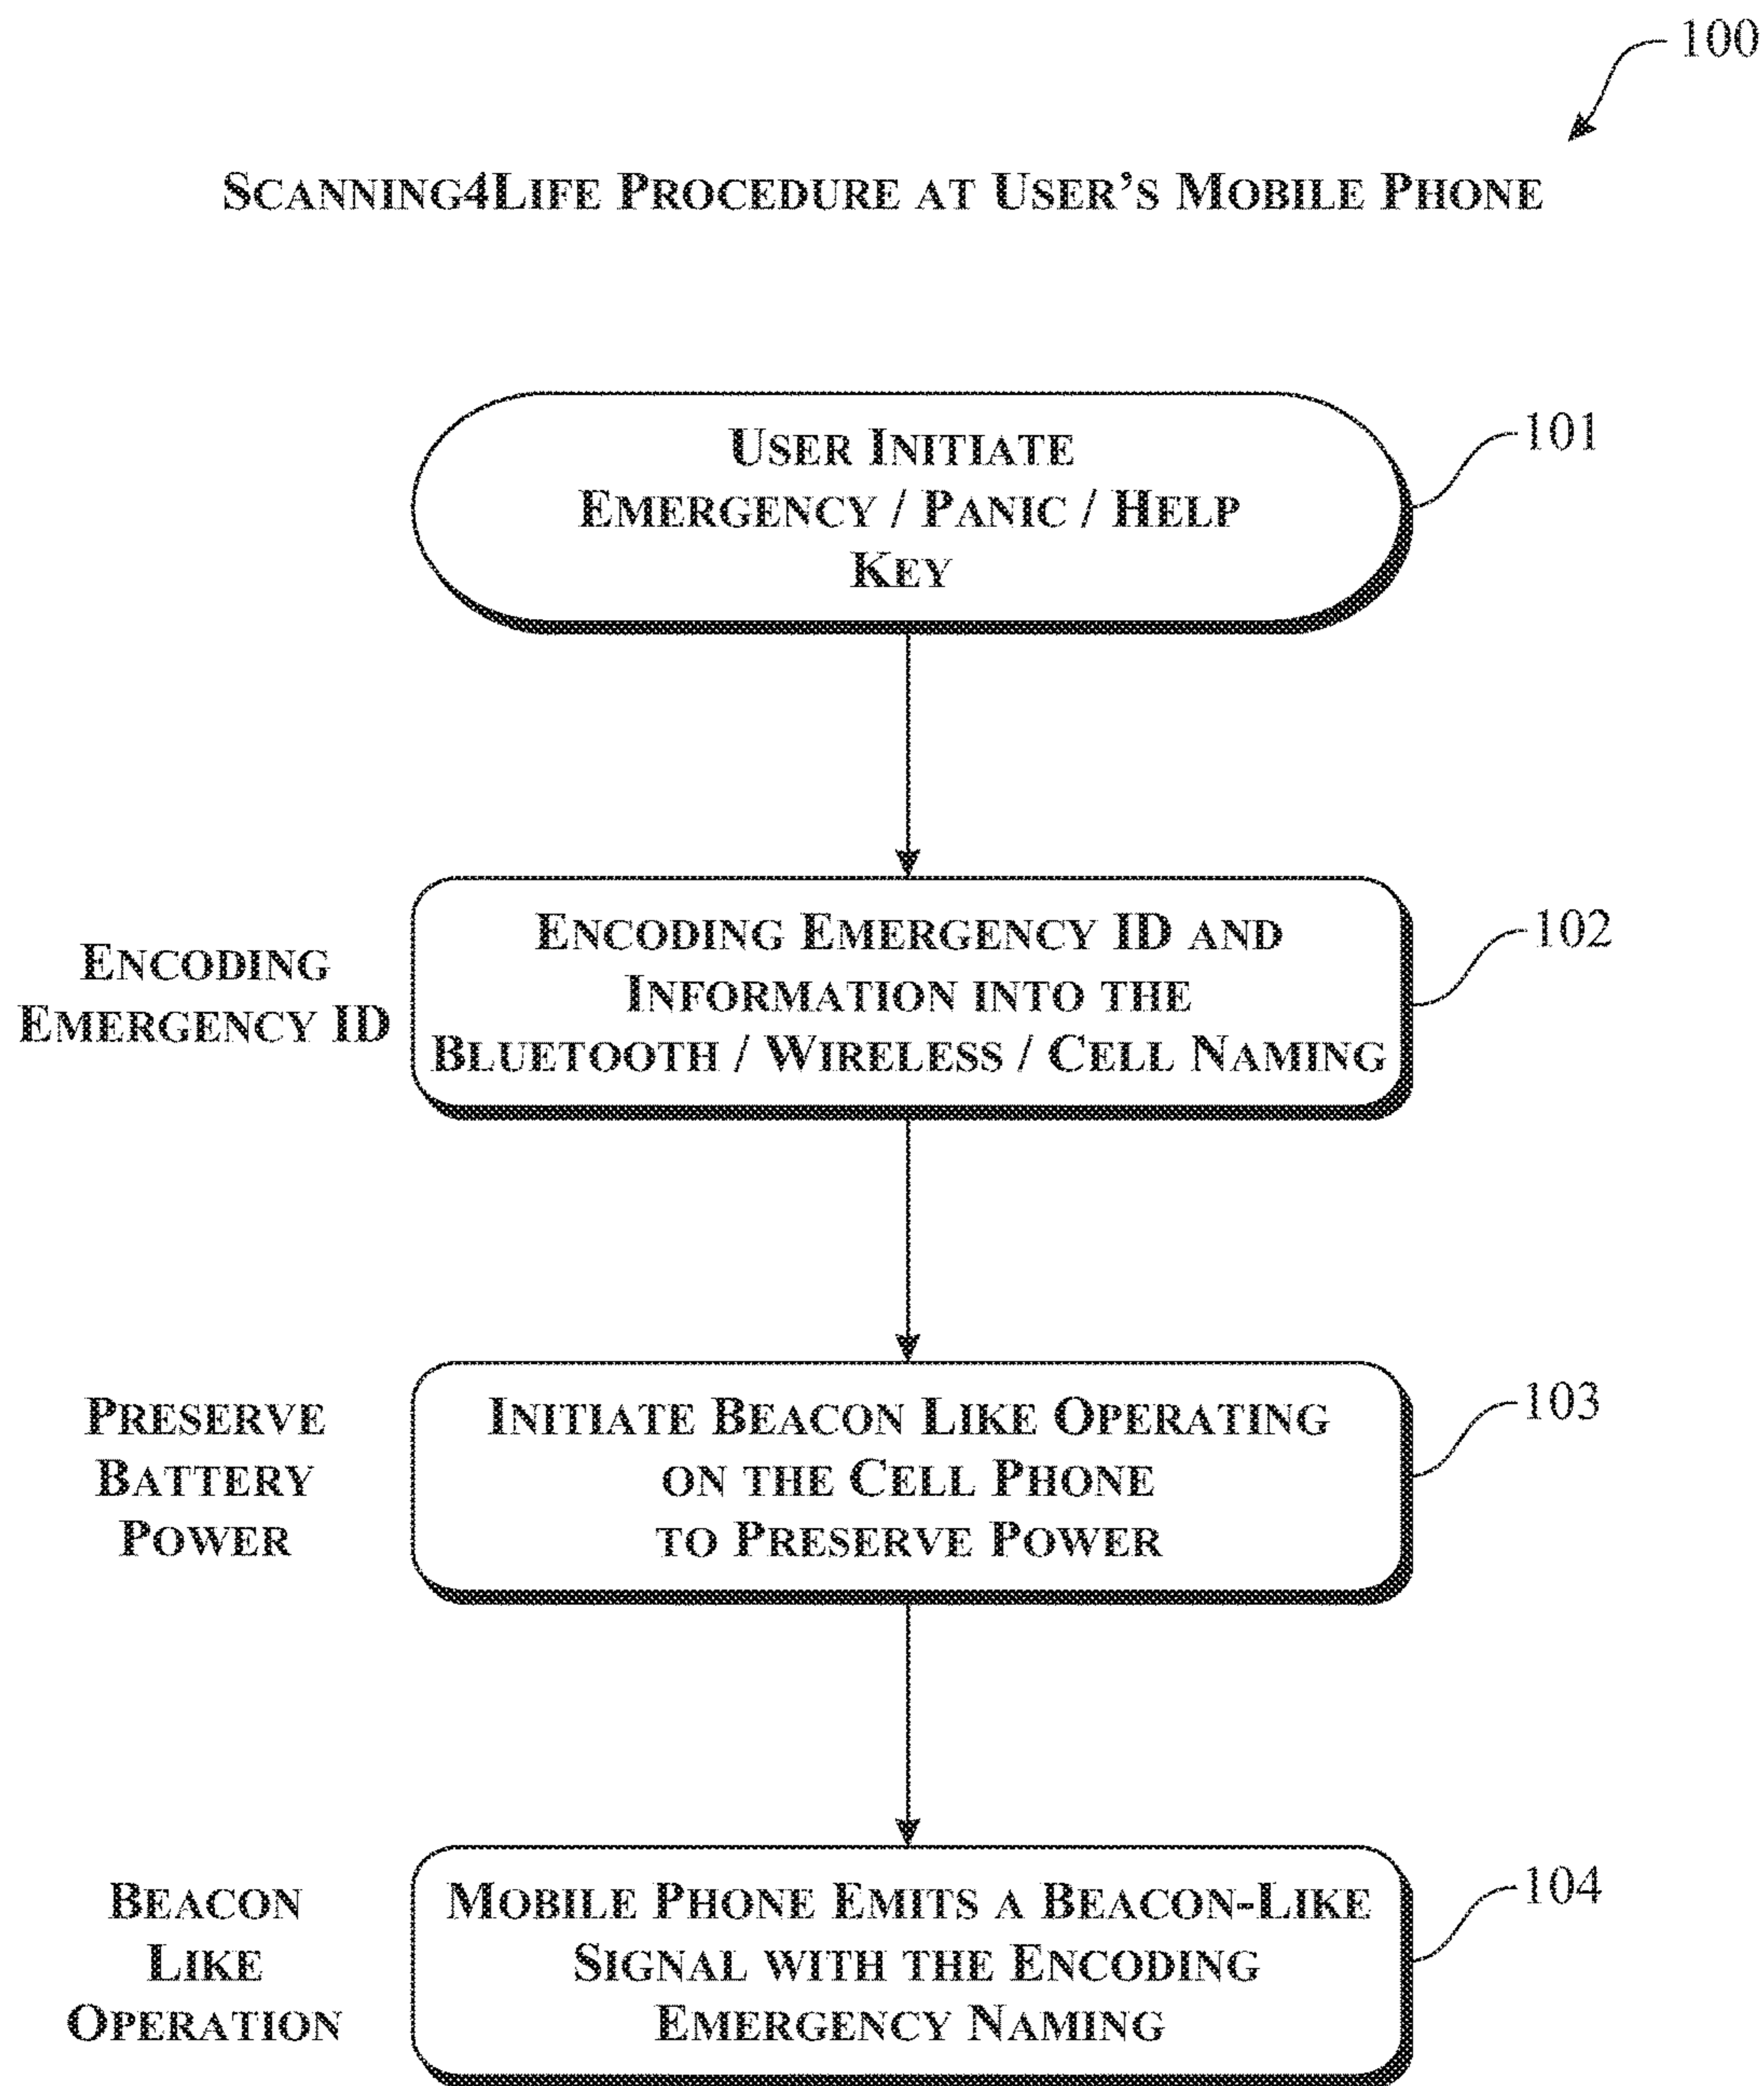 100
SCANNING4LIFE PROCEDURE AT USER'S MOBILE PHONE
USER INITIATE
EMERGENCY / PANIC / HELP
KEY
101
ENCODING
EMERGENCY ID
ENCODING EMERGENCY ID AND
INFORMATION INTO THE
BLUETOOTH / WIRELESS / CELL NAMING
102
PRESERVE
BATTERY
POWER
INITIATE BEACON LIKE OPERATING
ON THE CELL PHONE
TO PRESERVE POWER
103
BEACON
LIKE
OPERATION
MOBILE PHONE EMITS A BEACON-LIKE
SIGNAL WITH THE ENCODING
EMERGENCY NAMING
104